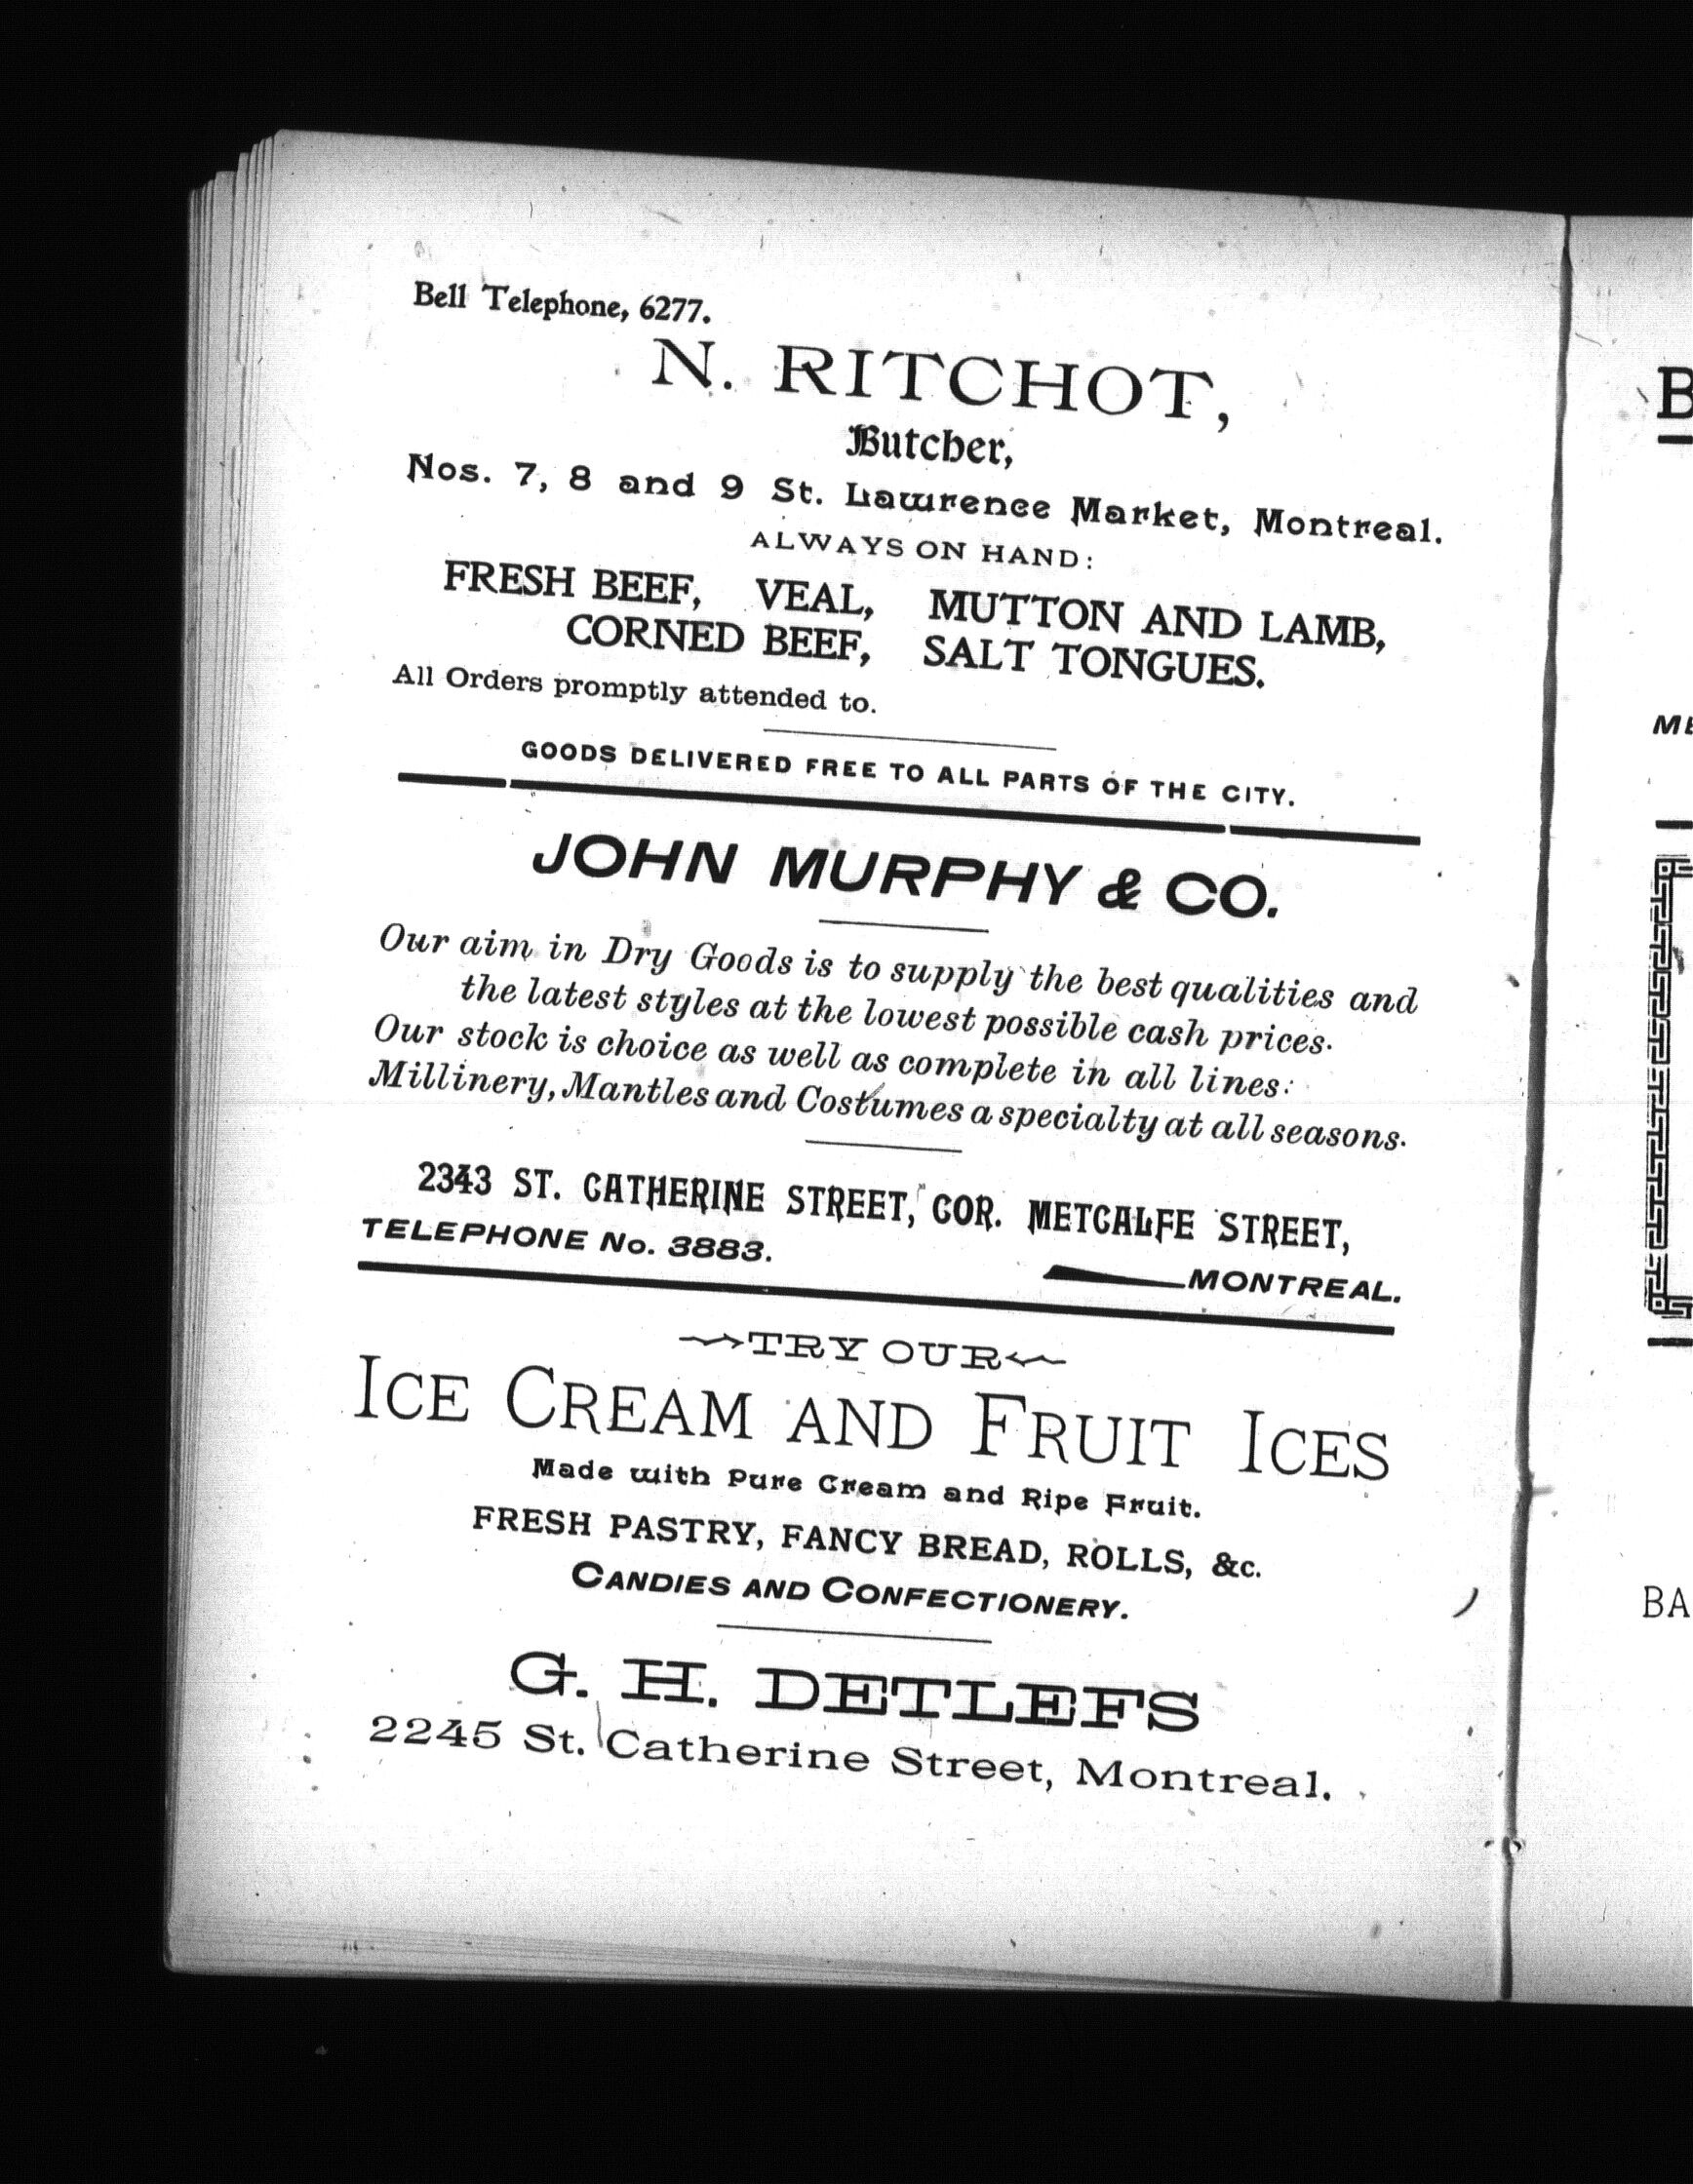 Bell Telephone, 6277.
N. RITCHOT,
Butcher,
Nos. 7, 8 and 9 St. Lawrence Market, Montreal.
ALWAYS ON HAND:
FRESH BEEF, VEAL, MUTTON AND LAMB,
CORNED BEEF, SALT TONGUES.
All Orders promptly attended to.
GOODS DELIVERED FREE TO ALL PARTS OF THE CITY.
JOHN MURPHY & CO.
Our aim in Dry Goods is to supply the best qualities and
the latest styles at the lowest possible cash prices.
Our stock is choice as well as complete in all lines:
Millinery, Mantles and Costumes a specialty at all seasons.
2343 ST. CATHERINE STREET, COR. METCALFE STREET,
TELEPHONE No. 3883.
MONTREAL.
TRY OUR
ICE CREAM AND FRUIT ICES
Made with Pure Cream and Ripe Fruit.
FRESH PASTRY, FANCY BREAD, ROLLS, &c.
CANDIES AND CONFECTIONERY.
G. H. DETLEFS
2245 St. Catherine Street, Montreal.
B
ME
BA